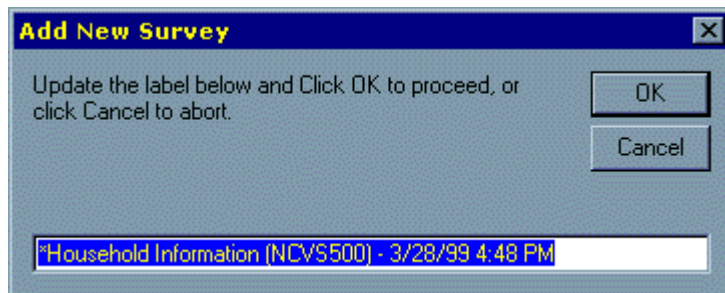 Add New Survey
Update the label below and Click OK to proceed, or
click Cancel to abort.
OK
Cancel
*Household Information (NCVS500) - 3/28/99 4:48 PM